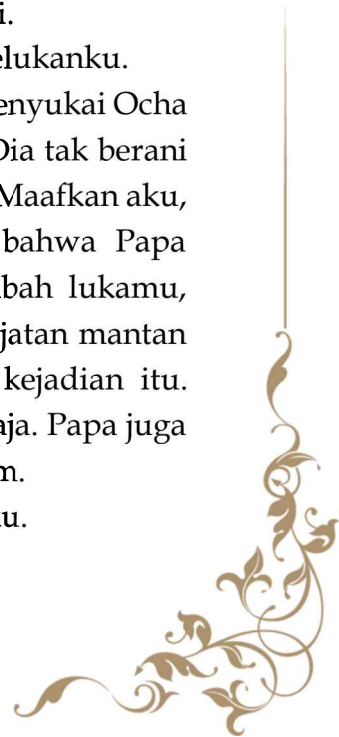 i.
elukanku.
enyukai Ocha
Dia tak berani
Maafkan aku,
bahwa Papa
bah lukamu,
jatan mantan
kejadian itu.
aja. Papa juga
m.
u.